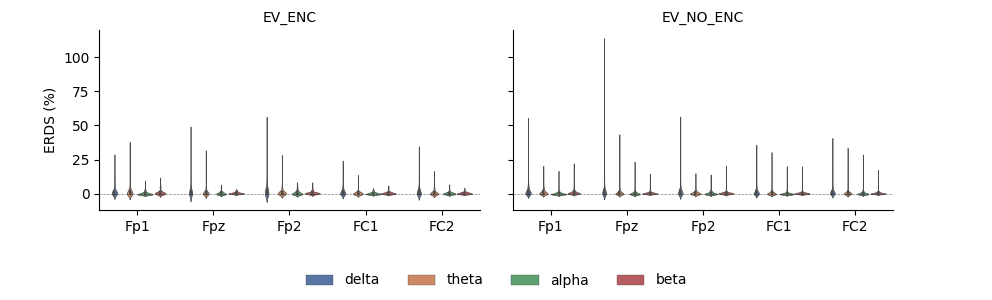 EV_ENC
EV_NO_ENC
ERDS (%)
100
75
50
25
0
Fp1 Fpz Fp2 FC1 FC2
Fp1 Fpz Fp2 FC1 FC2
delta theta alpha beta